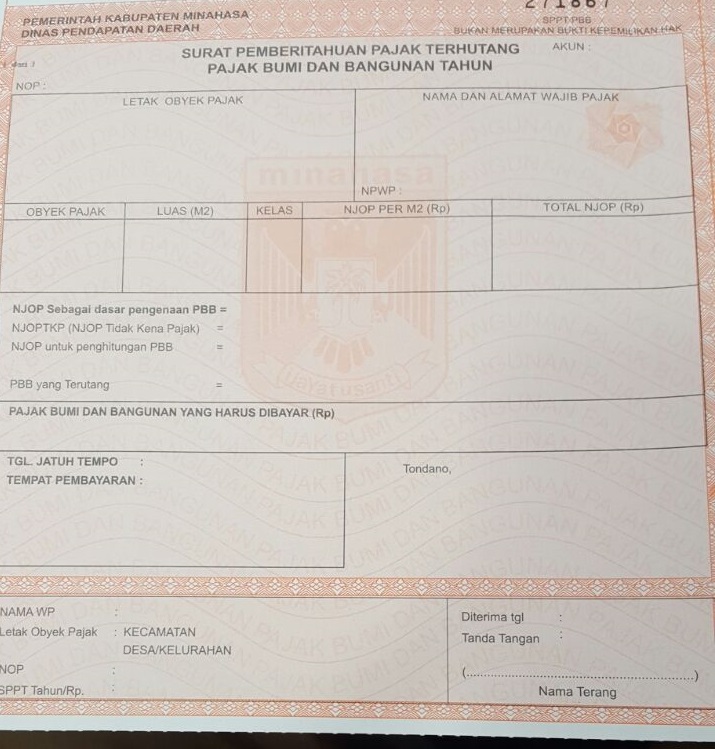 271867
PEMERINTAH KABUPATEN MINAHASA
DINAS PENDAPATAN DAERAH
SPPT PBB
BUKAN MERUPAKAN BUKTI KEPEMILIKAN HAK
SURAT PEMBERITAHUAN PAJAK TERHUTANG
AKUN :
PAJAK BUMI DAN BANGUNAN TAHUN
NOP :
LETAK OBYEK PAJAK
NAMA DAN ALAMAT WAJIB PAJAK
minahasa
NPWP :
OBYEK PAJAK LUAS (M2) KELAS NJOP PER M2 (Rp) TOTAL NJOP (Rp)
NJOP Sebagai dasar pengenaan PBB =
NJOPTKP (NJOP Tidak Kena Pajak) =
NJOP untuk penghitungan PBB =
PBB yang Terutang =
PAJAK BUMI DAN BANGUNAN YANG HARUS DIBAYAR (Rp)
TGL. JATUH TEMPO :
TEMPAT PEMBAYARAN :
Tondano,
NAMA WP :
Letak Obyek Pajak : KECAMATAN
DESA/KELURAHAN
NOP :
SPPT Tahun/Rp. :
Diterima tgl :
Tanda Tangan :
(..........................................................)
Nama Terang